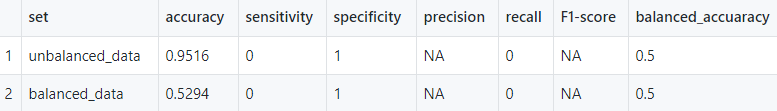 set accuracy sensitivity specificity precision recall F1-score balanced_accuaracy
1 unbalanced_data 0.9516 0 1 NA 0 NA 0.5
2 balanced_data 0.5294 0 1 NA 0 NA 0.5